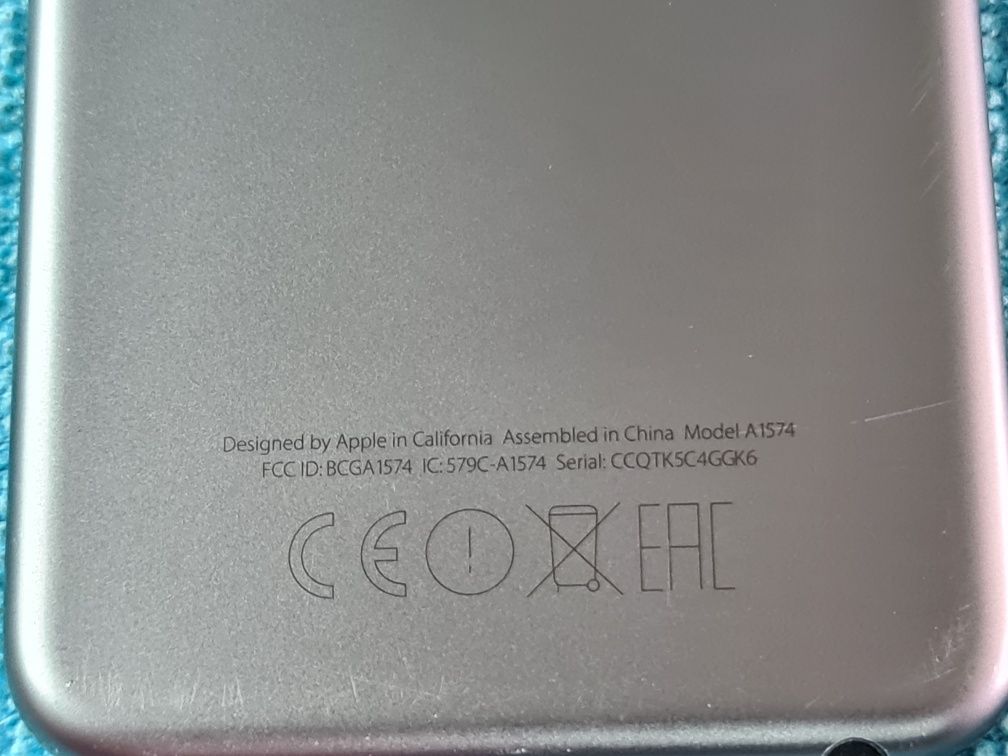 Designed by Apple in California Assembled in China Model A1574
FCC ID: BCGA1574 IC: 579C-A1574 Serial: CCQTK5C4GGK6
CE ! EAC